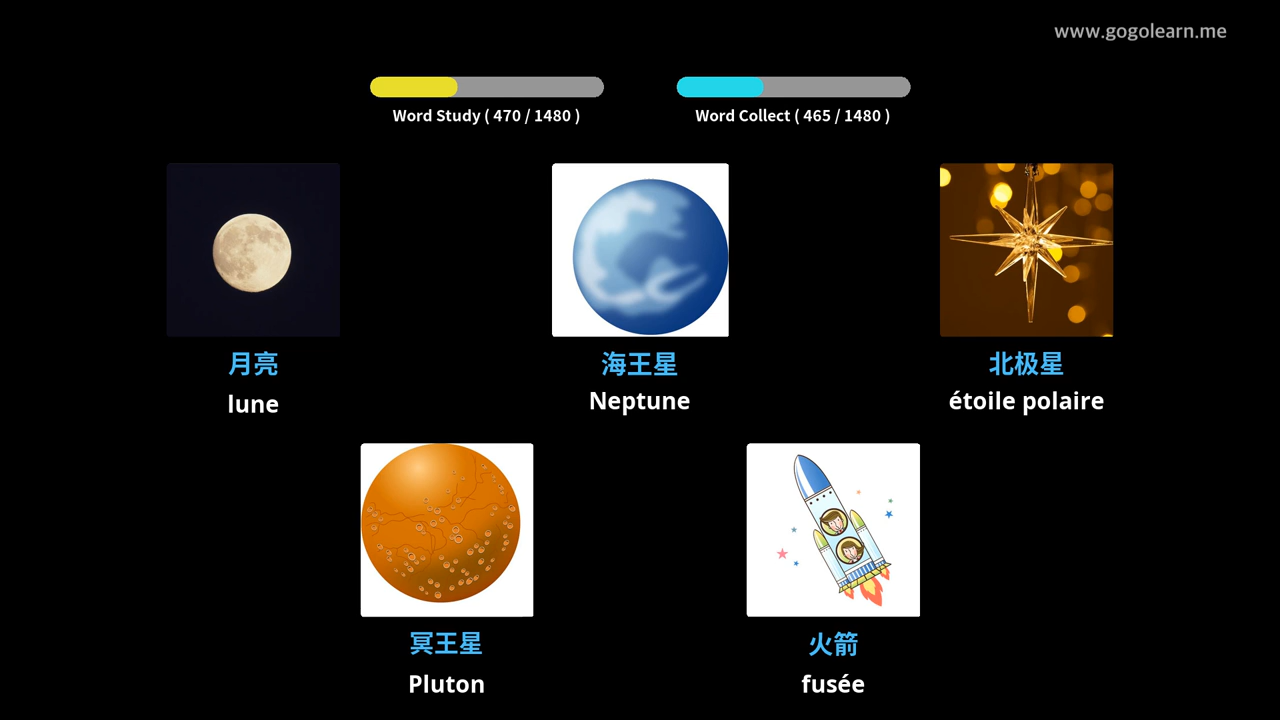 www.gogolearn.me
Word Study ( 470 / 1480 )
Word Collect ( 465 / 1480 )
月亮
lune
海王星
Neptune
北极星
étoile polaire
冥王星
Pluton
火箭
fusée